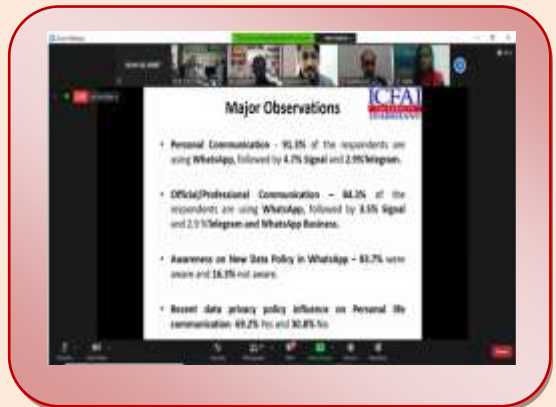 Major Observations
ICFAI
• Personal Communication - 91.3% of the respondents are
using WhatsApp, followed by 4.7% Signal and 2.9%Telegram.
• Official/Professional Communication – 84.3% of the
respondents are using WhatsApp, followed by 3.5% Signal
and 2.9 %Telegram and WhatsApp Business.
• Awareness on New Data Policy in WhatsApp – 83.7% were
aware and 16.3% not aware.
• Recent data privacy policy influence on Personal life
communication- 69.2% Yes and 30.8% No